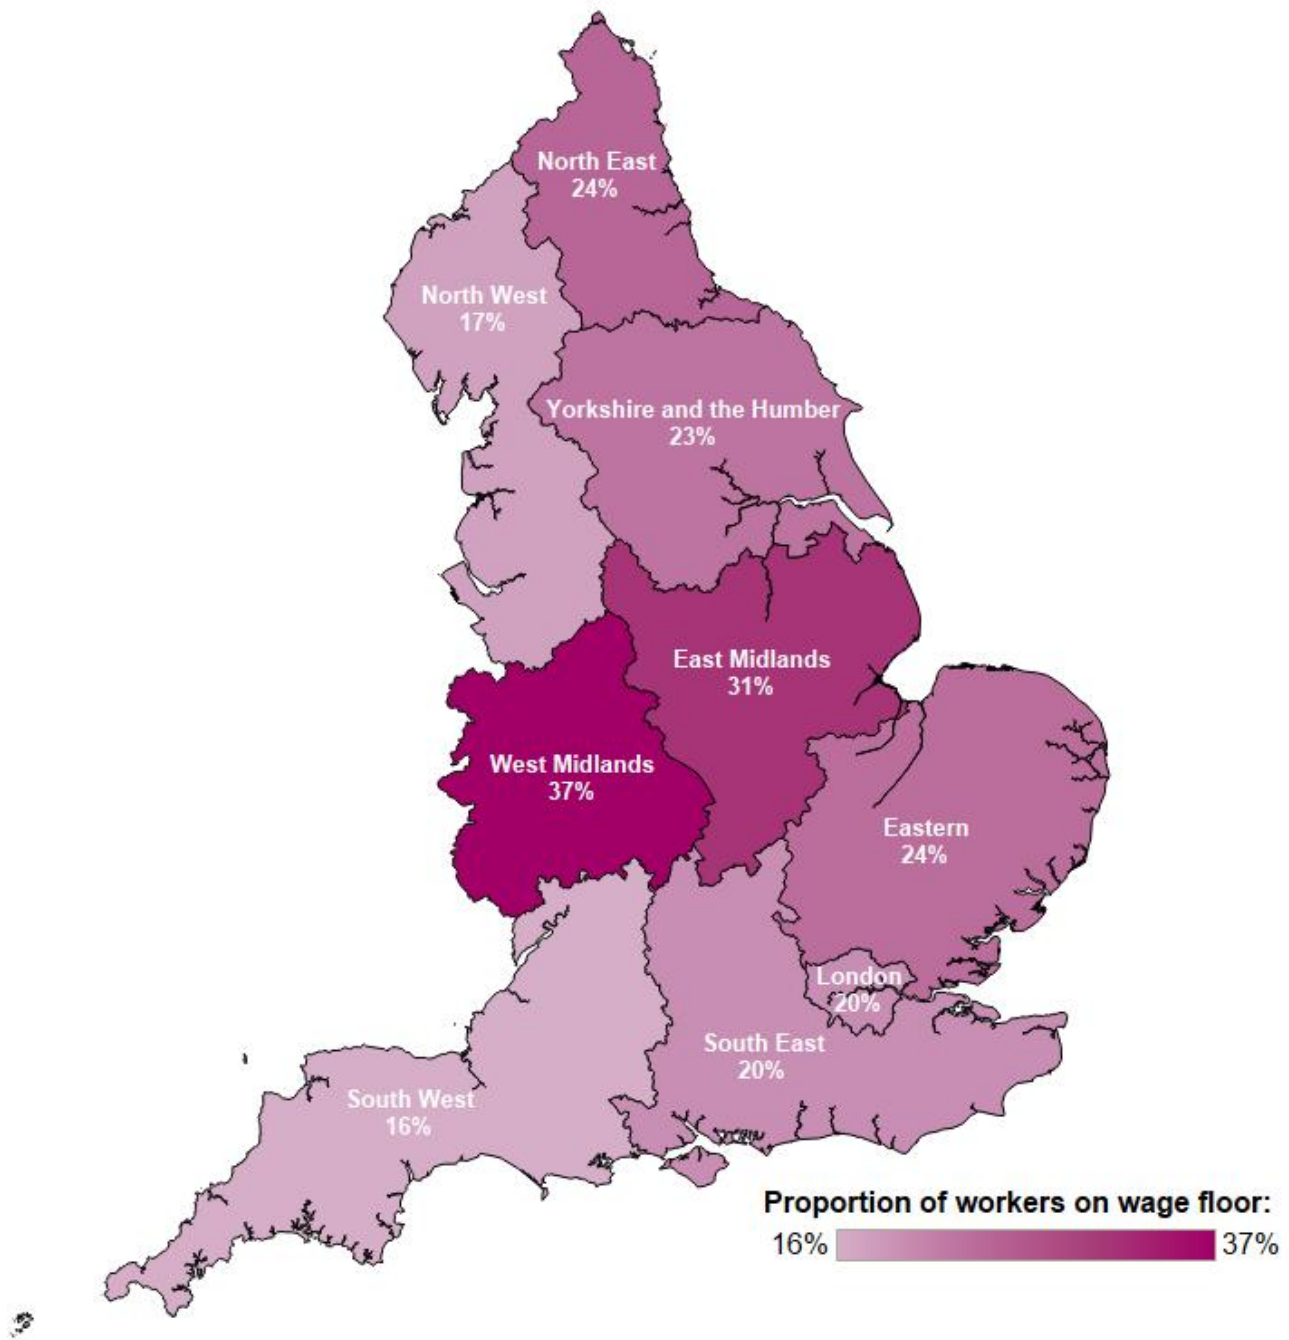 North East
24%
North West
17%
Yorkshire and the Humber
23%
East Midlands
31%
West Midlands
37%
Eastern
24%
London
20%
South East
20%
South West
16%
Proportion of workers on wage floor:
16% 37%